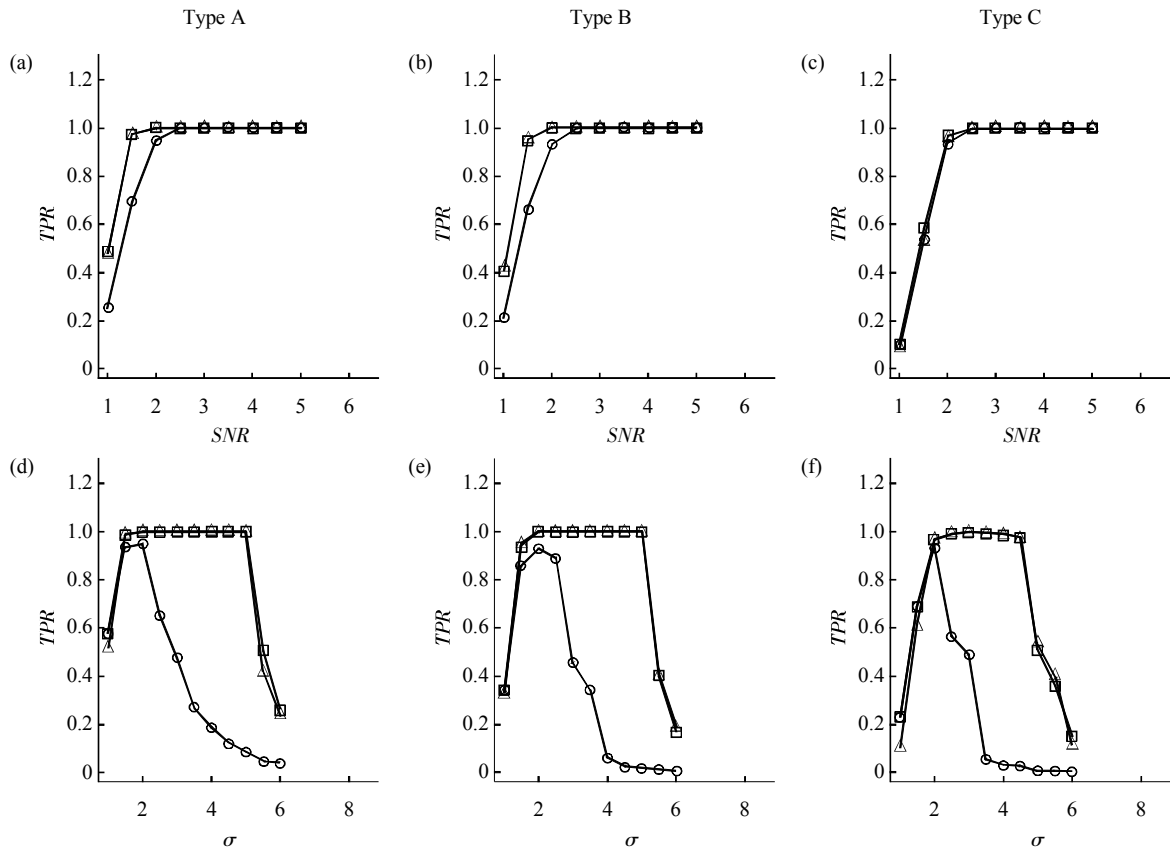 Type A Type B Type C
(a) (b) (c)
1.2 1.2 1.2
1.0 1.0 1.0
0.8 0.8 0.8
TPR TPR TPR
0.6 0.6 0.6
0.4 0.4 0.4
0.2 0.2 0.2
0 0 0
1 2 3 4 5 6 1 2 3 4 5 6 1 2 3 4 5 6
SNR SNR SNR
(d) (e) (f)
1.2 1.2 1.2
1.0 1.0 1.0
0.8 0.8 0.8
TPR TPR TPR
0.6 0.6 0.6
0.4 0.4 0.4
0.2 0.2 0.2
0 0 0
2 4 6 8 2 4 6 8 2 4 6 8
σ σ σ